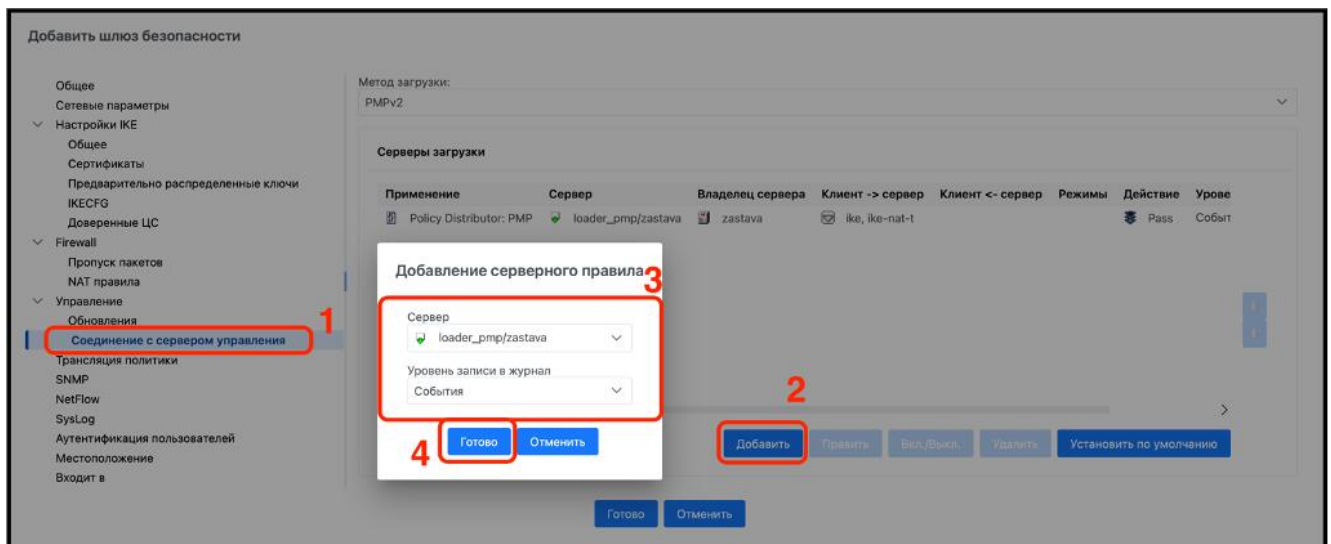 Добавить шлюз безопасности
Общее
Сетевые параметры
Настройки IKE
Общее
Сертификаты
Предварительно распределенные ключи
IKECFG
Доверенные ЦС
Firewall
Пропуск пакетов
NAT правила
Управление
Обновления
Соединение с сервером управления
1
Трансляция политики
SNMP
NetFlow
SysLog
Аутентификация пользователей
Местоположение
Входит в
Метод загрузки:
PMPv2
Серверы загрузки
Применение Сервер Владелец сервера Клиент -> сервер Клиент <- сервер Режимы Действие Урове
Policy Distributor: PMP loader_pmp/zastava zastava ike, ike-nat-t Pass Событ
Добавление серверного правила
3
Сервер
loader_pmp/zastava
Уровень записи в журнал
События
4
Готово Отменить
2
Добавить Править Вкл./Выкл. Удалить Установить по умолчанию
Готово Отменить